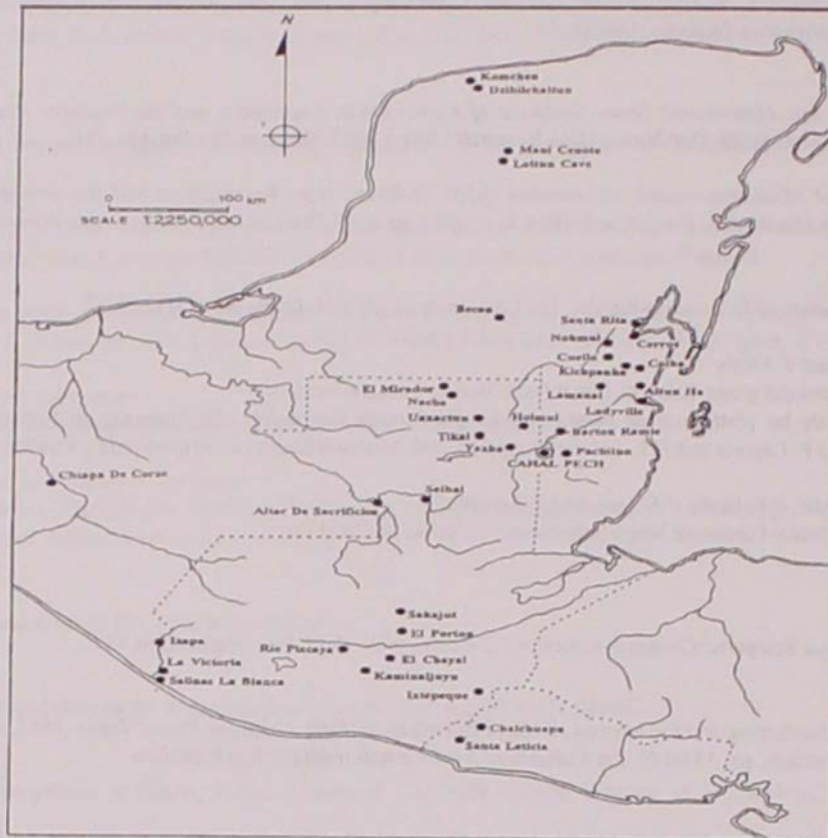 N
Komchen
Dzibilchaltun
Mani Cenote
Loltun Cave
0 100 km
SCALE 1:2250,000
Becan
Santa Rita
Nohmul
Cerros
Cuello
Colha
Kichpanha
El Mirador
Lamanai
Altun Ha
Nacbe
Ladyville
Uaxactun
Holmul
Barton Ramie
Tikal
Yaxha
Pacbitun
CAHAL PECH
Chiapa De Corzo
Seibal
Altar De Sacrificios
Sakajut
El Porton
Izapa
Rio Pixcaya
El Chayal
La Victoria
Kaminaljuyu
Salinas La Blanca
Ixtepeque
Chalchuapa
Santa Leticia